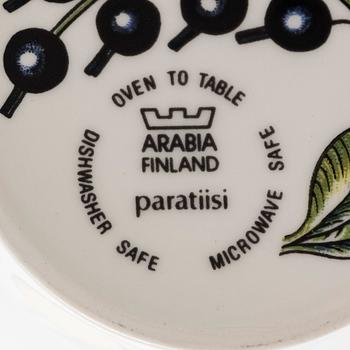 OVEN TO TABLE
ARABIA
FINLAND
paratiisi
DISHWASHER SAFE
MICROWAVE SAFE